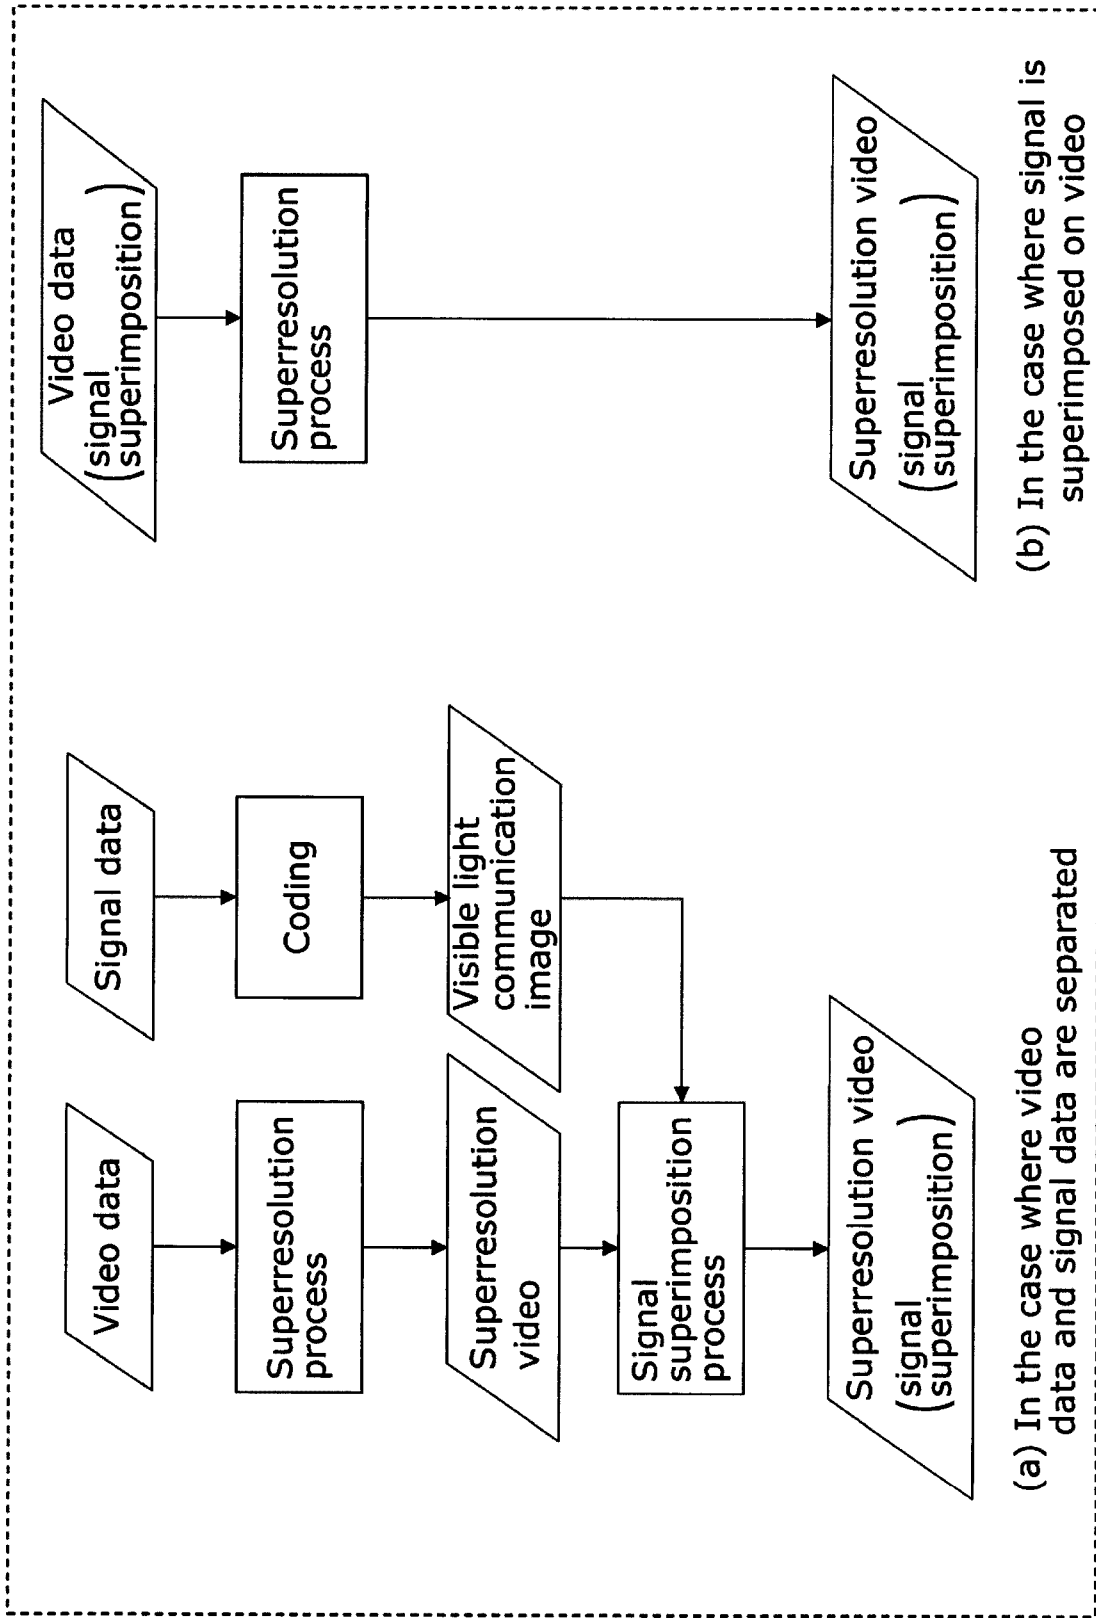 Video data
Superresolution
process
Superresolution
video
Signal
superimposition
process
Superresolution video
(signal
superimposition)
Signal data
Coding
Visible light
communication
image
(a) In the case where video
data and signal data are separated
Video data
(signal
superimposition)
Superresolution
process
Superresolution video
(signal
superimposition)
(b) In the case where signal is
superimposed on video